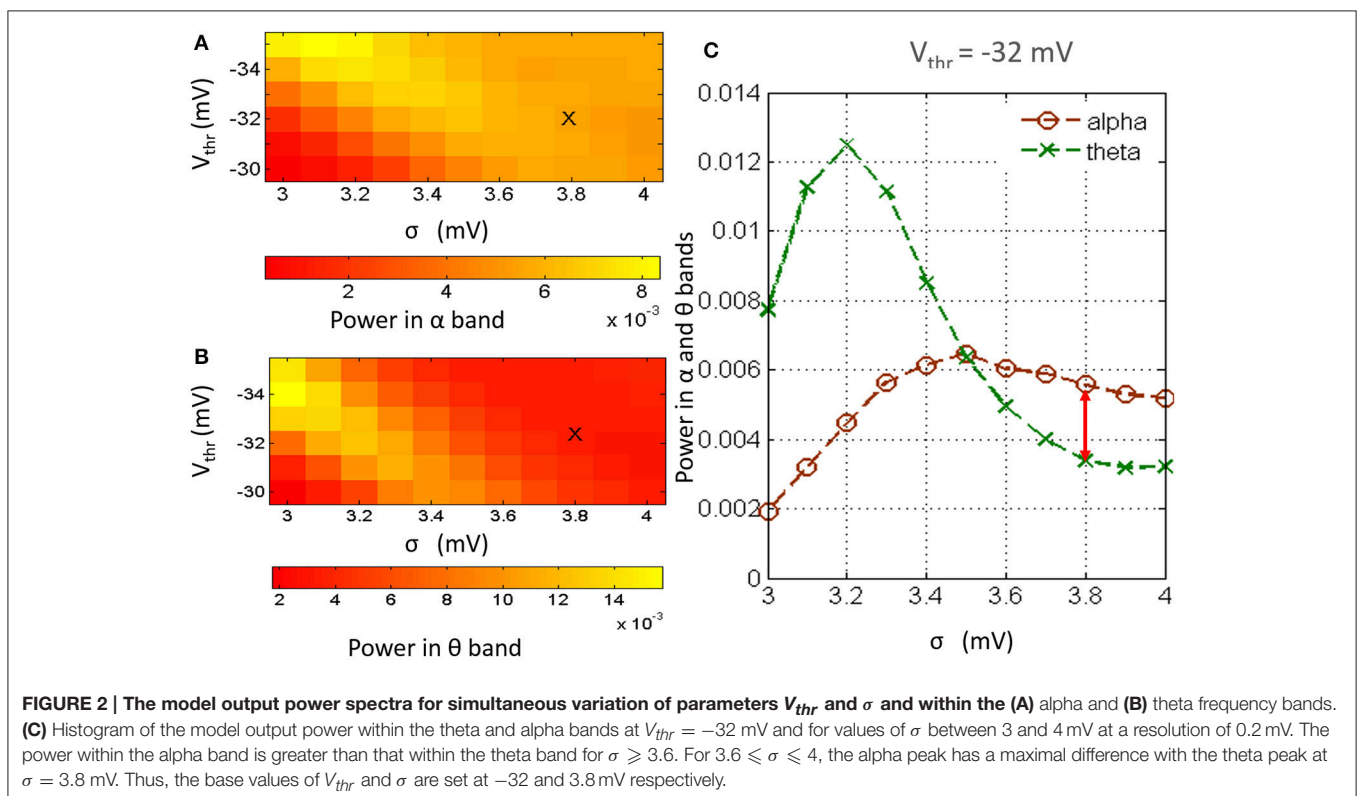 A
-34
-32
-30
V_thr (mV)
X
3 3.2 3.4 3.6 3.8 4
σ (mV)
2 4 6 8
x 10^-3
Power in α band
B
-34
-32
-30
V_thr (mV)
X
3 3.2 3.4 3.6 3.8 4
σ (mV)
2 4 6 8 10 12 14
x 10^-3
Power in θ band
C
V_thr = -32 mV
0.014
0.012
0.01
0.008
0.006
0.004
0.002
0
Power in α and θ bands
alpha
theta
3 3.2 3.4 3.6 3.8 4
σ (mV)
FIGURE 2 | The model output power spectra for simultaneous variation of parameters V_thr and σ and within the (A) alpha and (B) theta frequency bands.
(C) Histogram of the model output power within the theta and alpha bands at V_thr = −32 mV and for values of σ between 3 and 4 mV at a resolution of 0.2 mV. The
power within the alpha band is greater than that within the theta band for σ ⩾ 3.6. For 3.6 ⩽ σ ⩽ 4, the alpha peak has a maximal difference with the theta peak at
σ = 3.8 mV. Thus, the base values of V_thr and σ are set at −32 and 3.8 mV respectively.